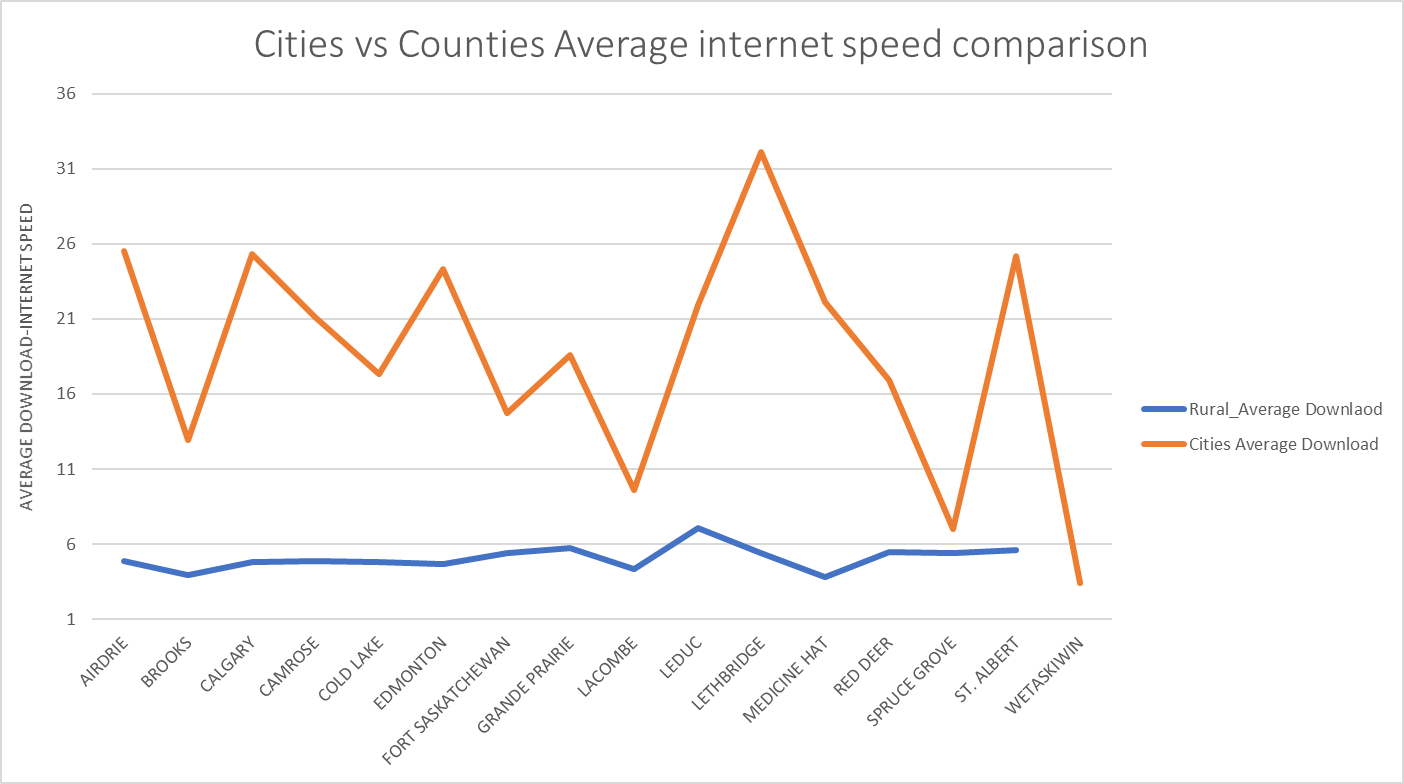 Cities vs Counties Average internet speed comparison
36
31
26
21
16
11
6
1
AVERAGE DOWNLOAD-INTERNET SPEED
AIRDRIE
BROOKS
CALGARY
CAMROSE
COLD LAKE
EDMONTON
FORT SASKATCHEWAN
GRANDE PRAIRIE
LACOMBE
LEDUC
LETHBRIDGE
MEDICINE HAT
RED DEER
SPRUCE GROVE
ST. ALBERT
WETASKIWIN
Rural_Average Downlaod
Cities Average Download